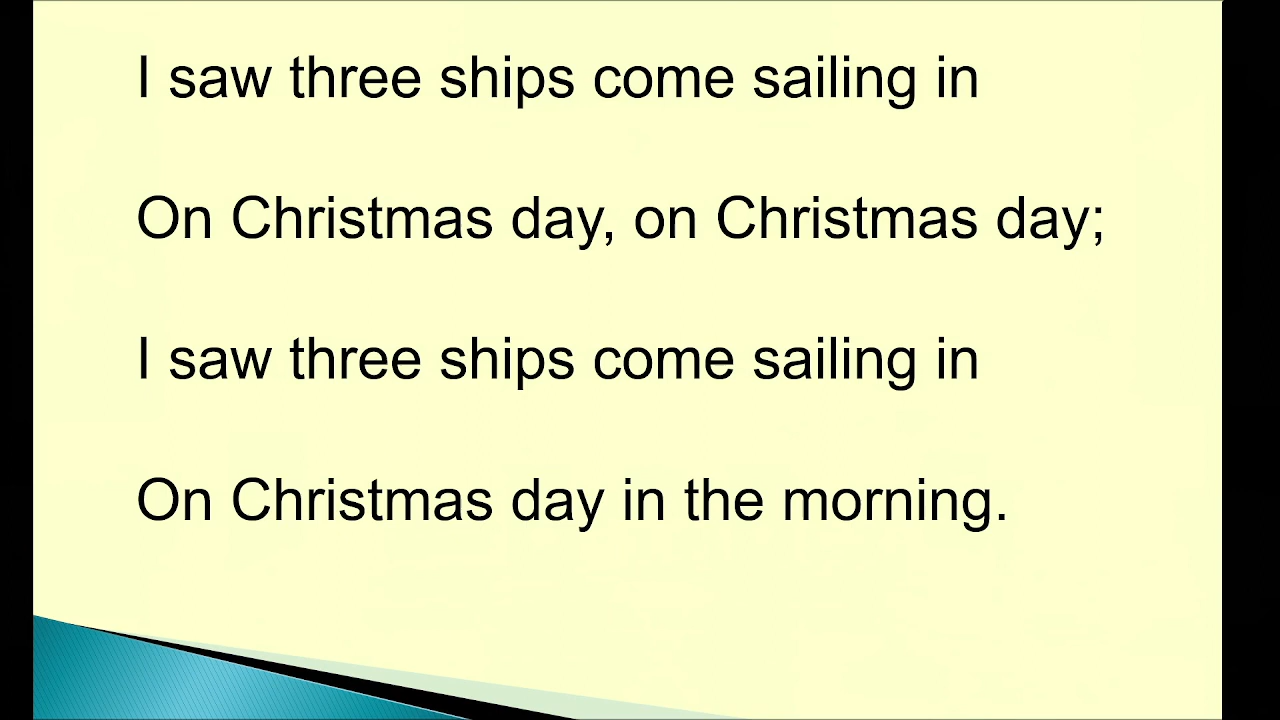 I saw three ships come sailing in
On Christmas day, on Christmas day;
I saw three ships come sailing in
On Christmas day in the morning.